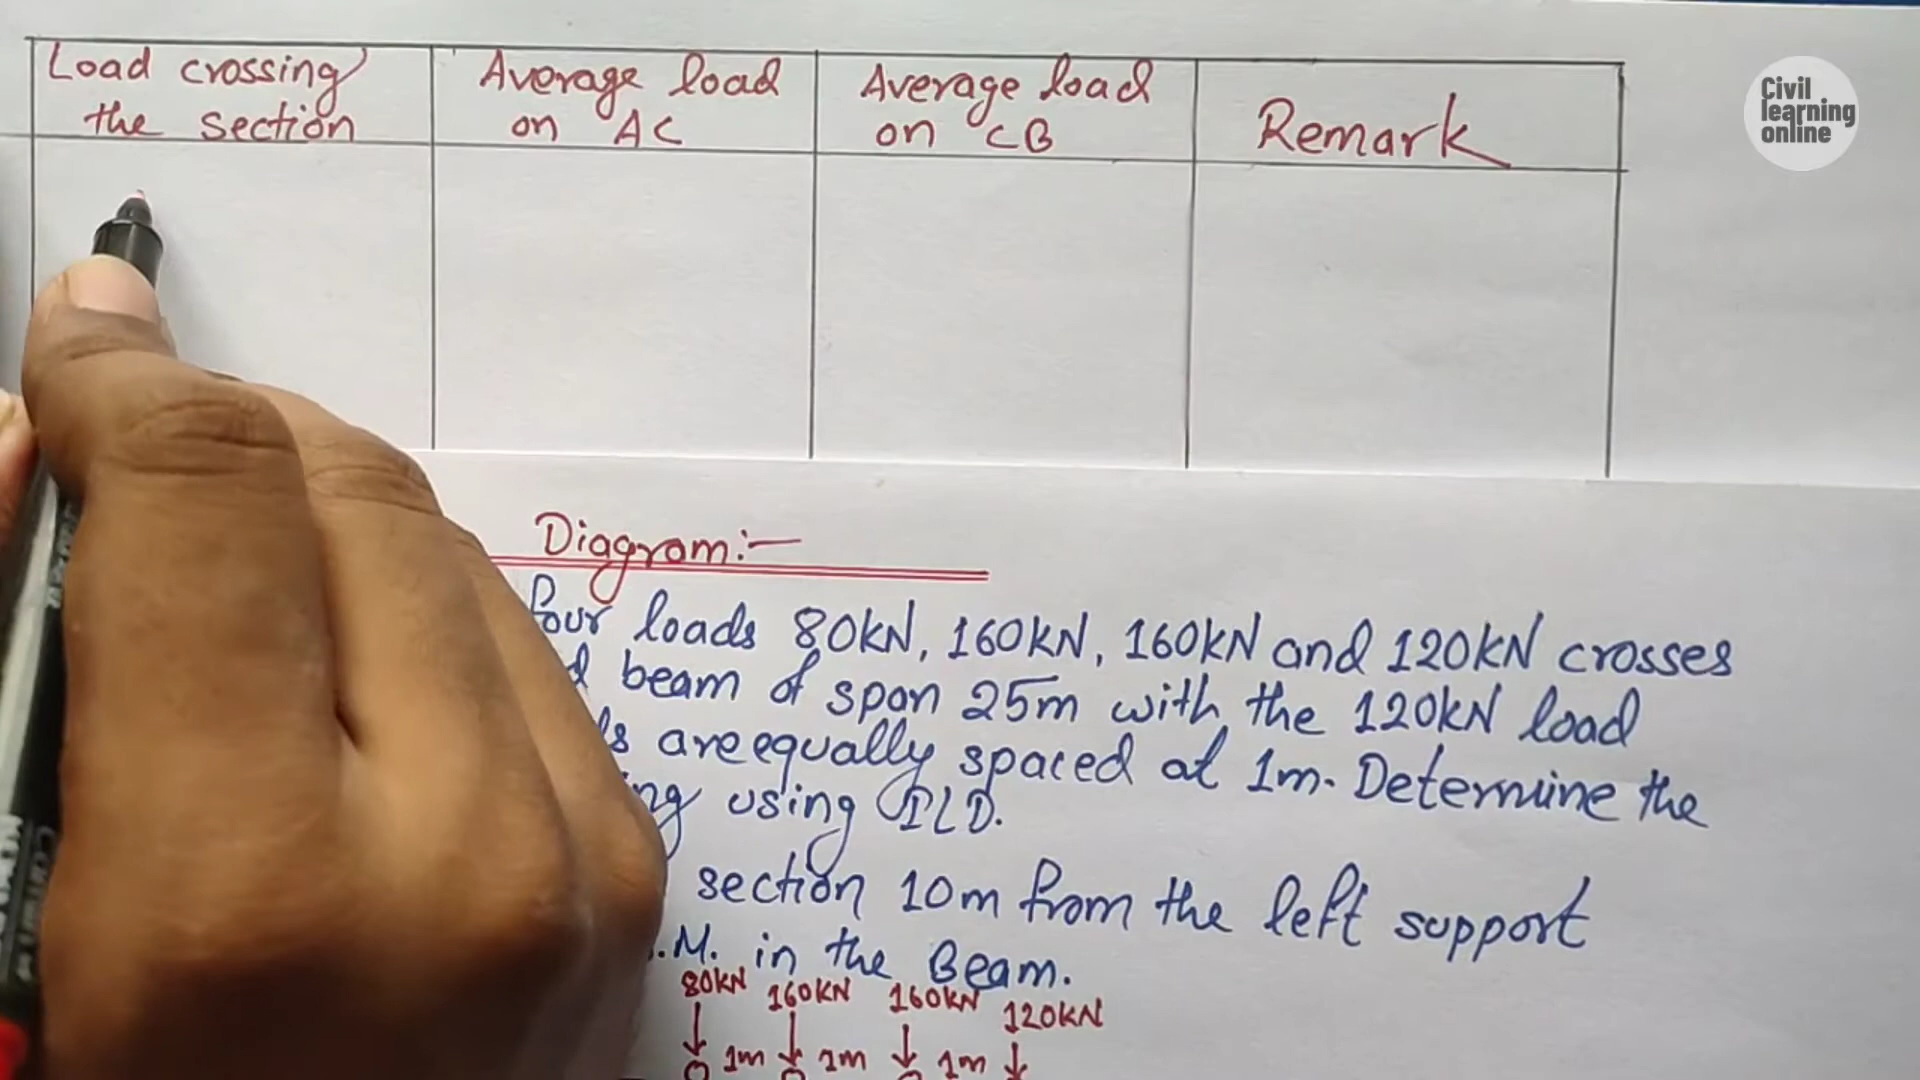 Load crossing
the section
Average load
on AC
Average load
on CB
Remark
Civil
learning
online
Diagram:-
four loads 80kN, 160kN, 160kN and 120kN crosses
beam of span 25m with the 120kN load
are equally spaced at 1m. Determine the
using ILD.
section 10m from the left support
.M. in the Beam.
80kN 160kN 160kN 120kN
1m 1m 1m